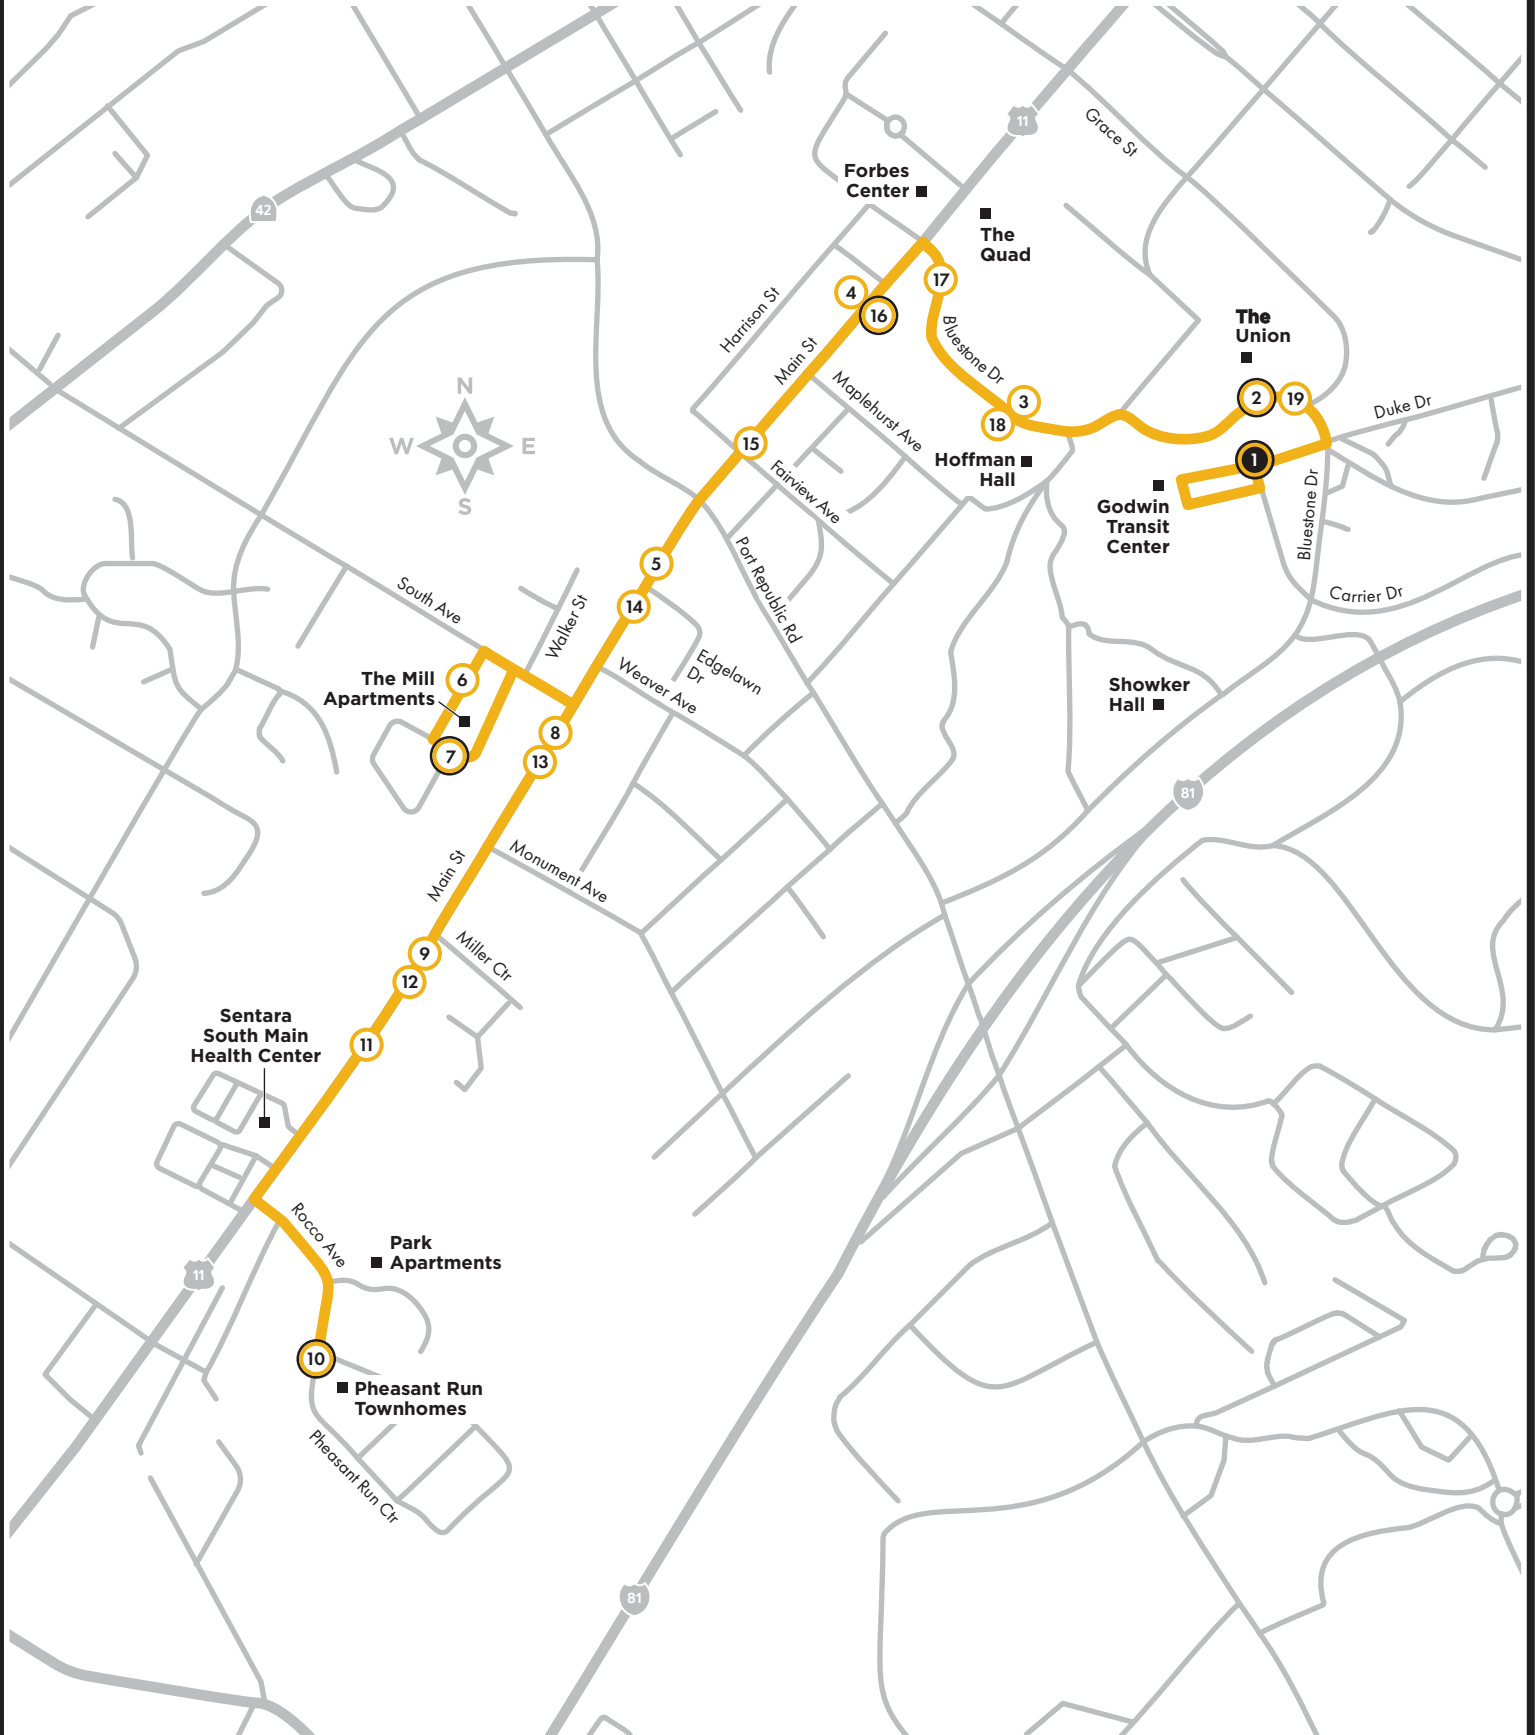 11
Grace St
Forbes
Center
42
The
Quad
17
4
16
Harrison St
Main St
Bluestone Dr
The
Union
N
W
E
S
Maplehurst Ave
3
18
2
19
Duke Dr
15
Hoffman
Hall
1
Fairview Ave
Godwin
Transit
Center
Bluestone Dr
5
Port Republic Rd
14
South Ave
Walker St
Carrier Dr
Edgelawn
Dr
Weaver Ave
The Mill
Apartments
6
Showker
Hall
8
7
13
81
Main St
Monument Ave
9
Miller Ctr
12
Sentara
South Main
Health Center
11
Rocco Ave
Park
Apartments
11
10
Pheasant Run
Townhomes
Pheasant Run Ctr
81